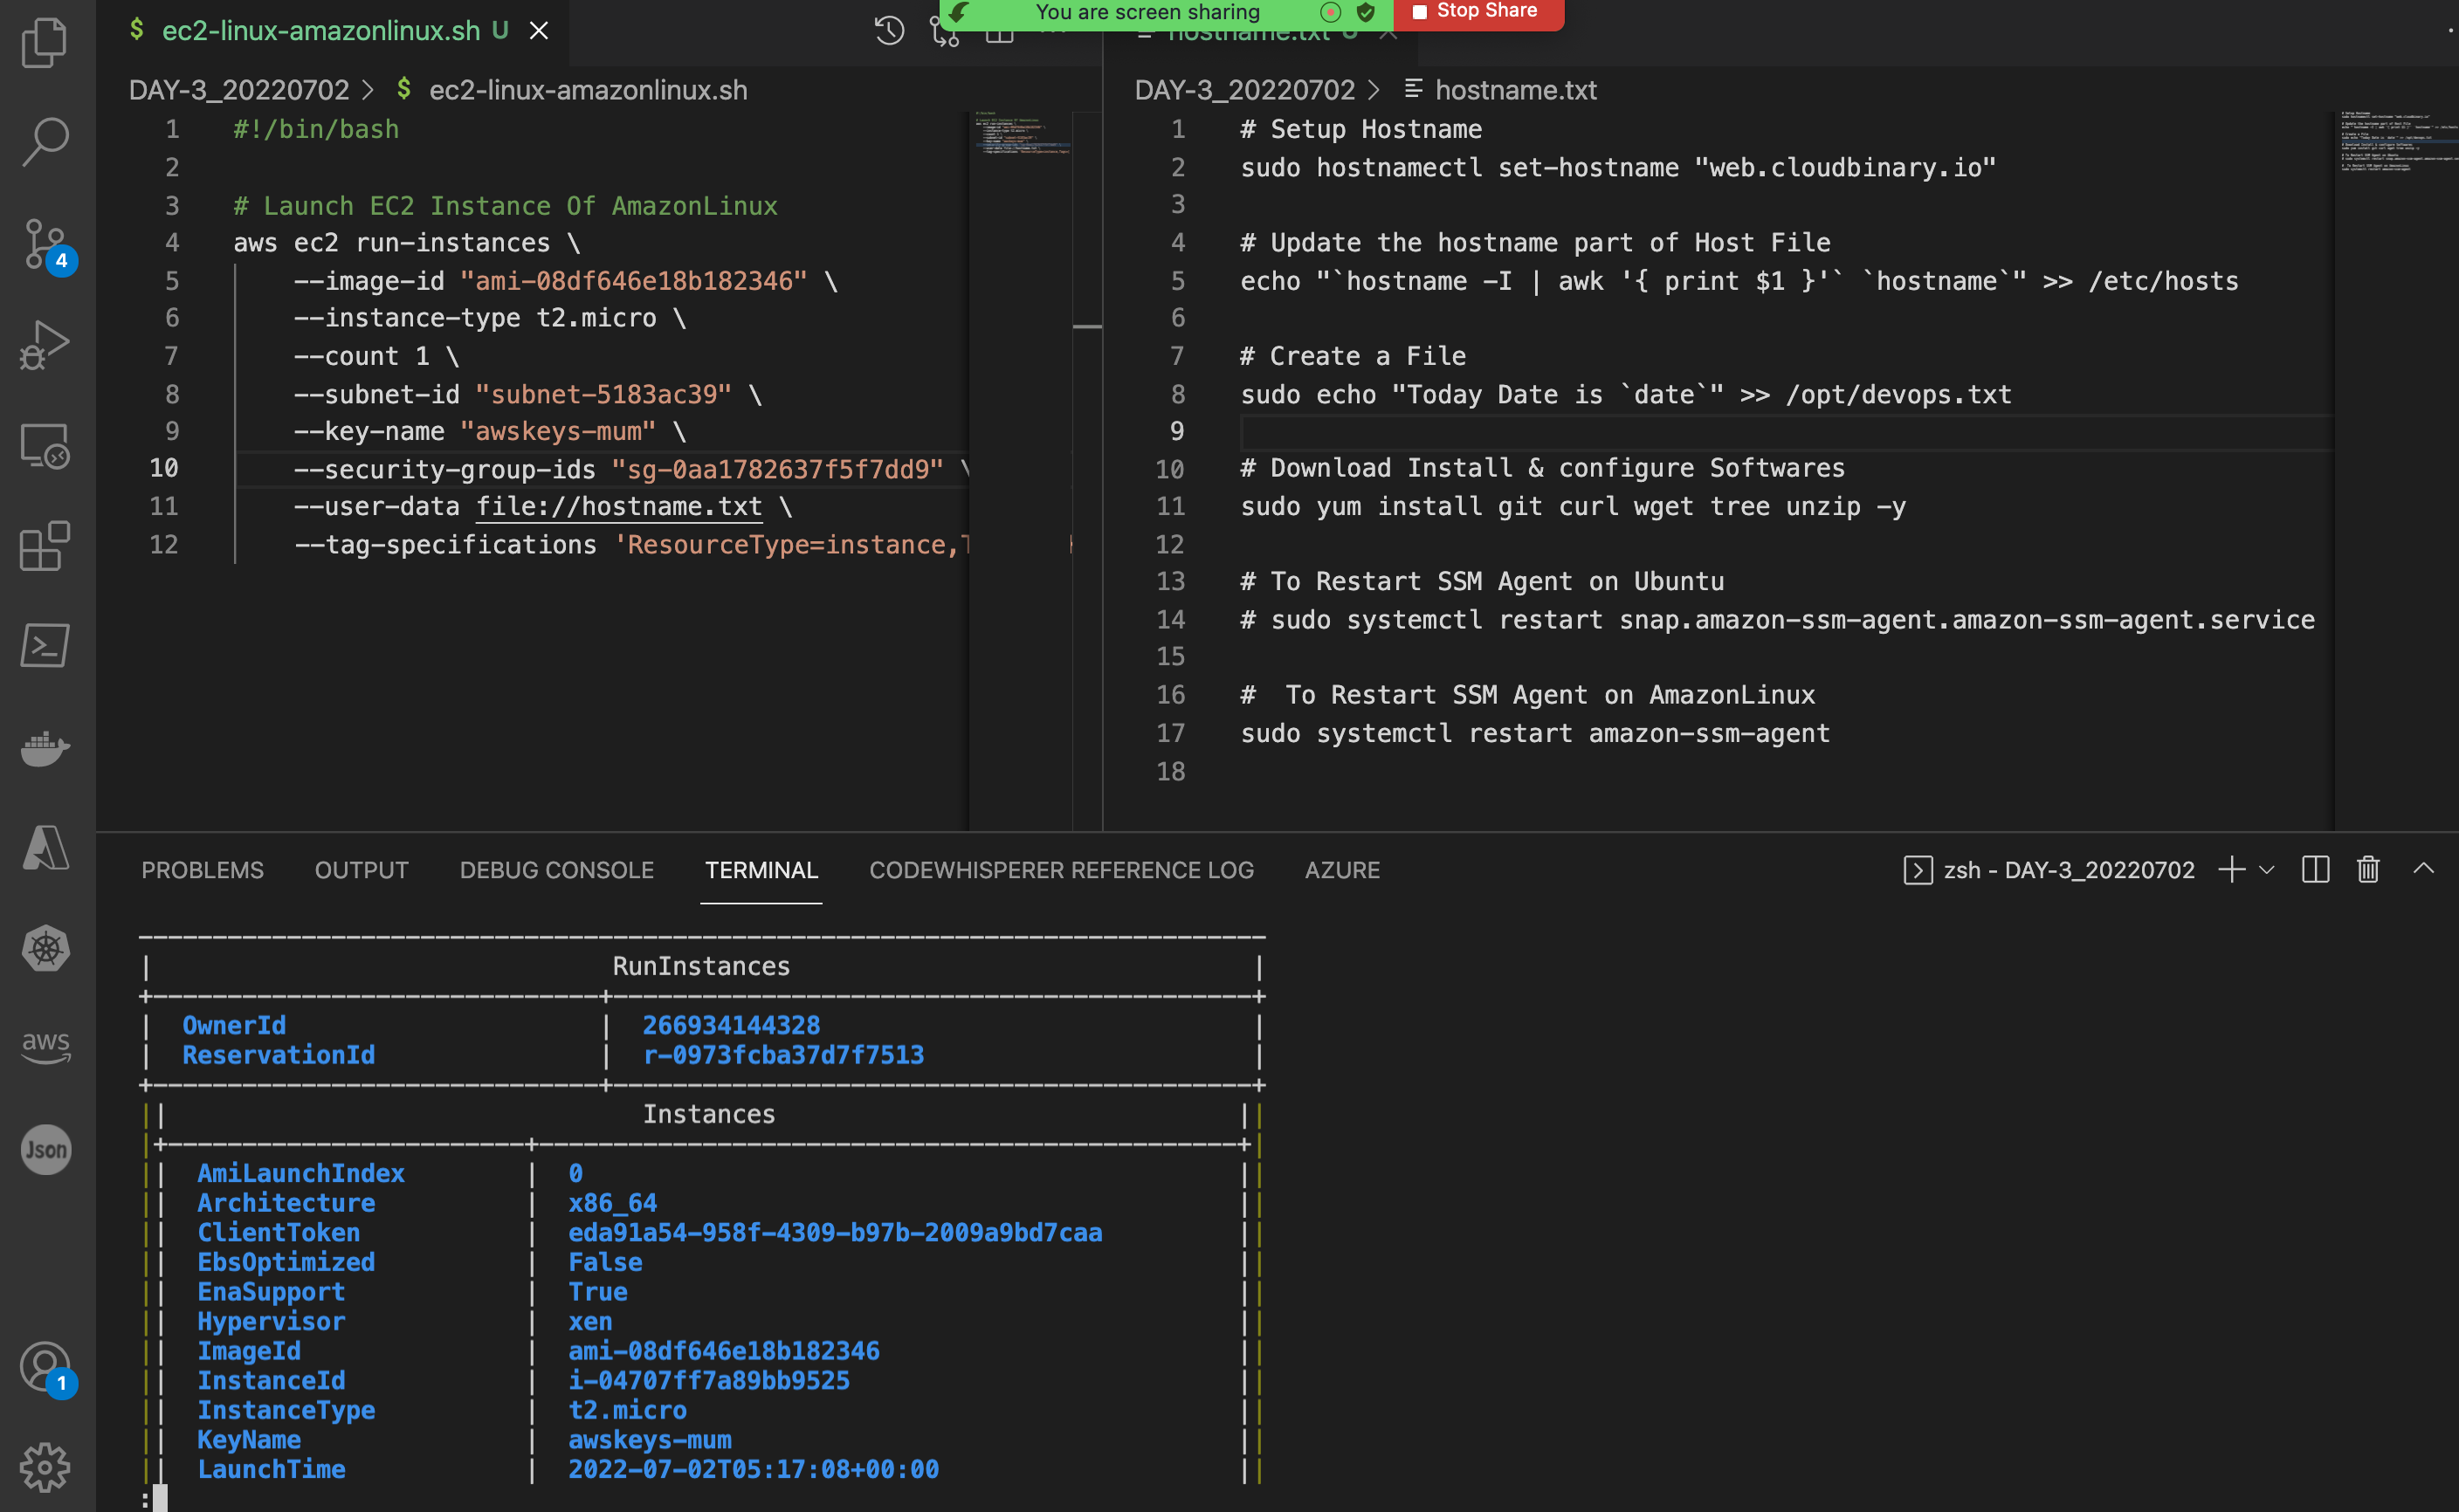 You are screen sharing
Stop Share
$ ec2-linux-amazonlinux.sh U
hostname.txt U
DAY-3_20220702 > $ ec2-linux-amazonlinux.sh
1 #!/bin/bash
2
3 # Launch EC2 Instance Of AmazonLinux
4 aws ec2 run-instances \
5 --image-id "ami-08df646e18b182346" \
6 --instance-type t2.micro \
7 --count 1 \
8 --subnet-id "subnet-5183ac39" \
9 --key-name "awskeys-mum" \
10 --security-group-ids "sg-0aa1782637f5f7dd9" \
11 --user-data file://hostname.txt \
12 --tag-specifications 'ResourceType=instance,T
DAY-3_20220702 > hostname.txt
1 # Setup Hostname
2 sudo hostnamectl set-hostname "web.cloudbinary.io"
3
4 # Update the hostname part of Host File
5 echo "`hostname -I | awk '{ print $1 }'` `hostname`" >> /etc/hosts
6
7 # Create a File
8 sudo echo "Today Date is `date`" >> /opt/devops.txt
9
10 # Download Install & configure Softwares
11 sudo yum install git curl wget tree unzip -y
12
13 # To Restart SSM Agent on Ubuntu
14 # sudo systemctl restart snap.amazon-ssm-agent.amazon-ssm-agent.service
15
16 #  To Restart SSM Agent on AmazonLinux
17 sudo systemctl restart amazon-ssm-agent
18
4
aws
Json
1
PROBLEMS OUTPUT DEBUG CONSOLE TERMINAL CODEWHISPERER REFERENCE LOG AZURE
zsh - DAY-3_20220702
RunInstances
OwnerId | 266934144328
ReservationId | r-0973fcba37d7f7513
Instances
AmiLaunchIndex | 0
Architecture | x86_64
ClientToken | eda91a54-958f-4309-b97b-2009a9bd7caa
EbsOptimized | False
EnaSupport | True
Hypervisor | xen
ImageId | ami-08df646e18b182346
InstanceId | i-04707ff7a89bb9525
InstanceType | t2.micro
KeyName | awskeys-mum
LaunchTime | 2022-07-02T05:17:08+00:00
: